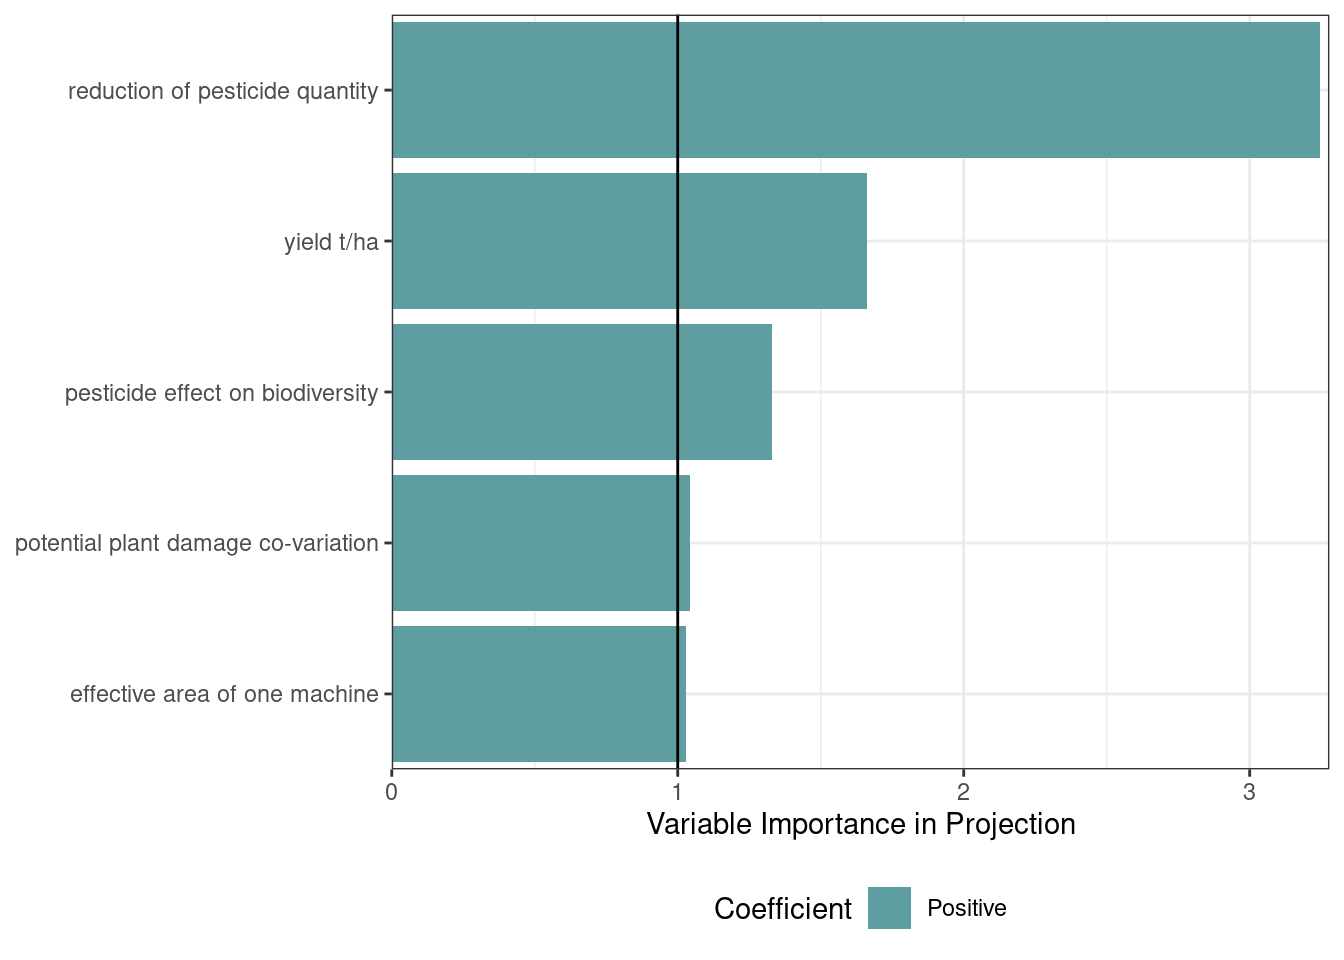 reduction of pesticide quantity
yield t/ha
pesticide effect on biodiversity
potential plant damage co-variation
effective area of one machine
0 1 2 3
Variable Importance in Projection
Coefficient Positive